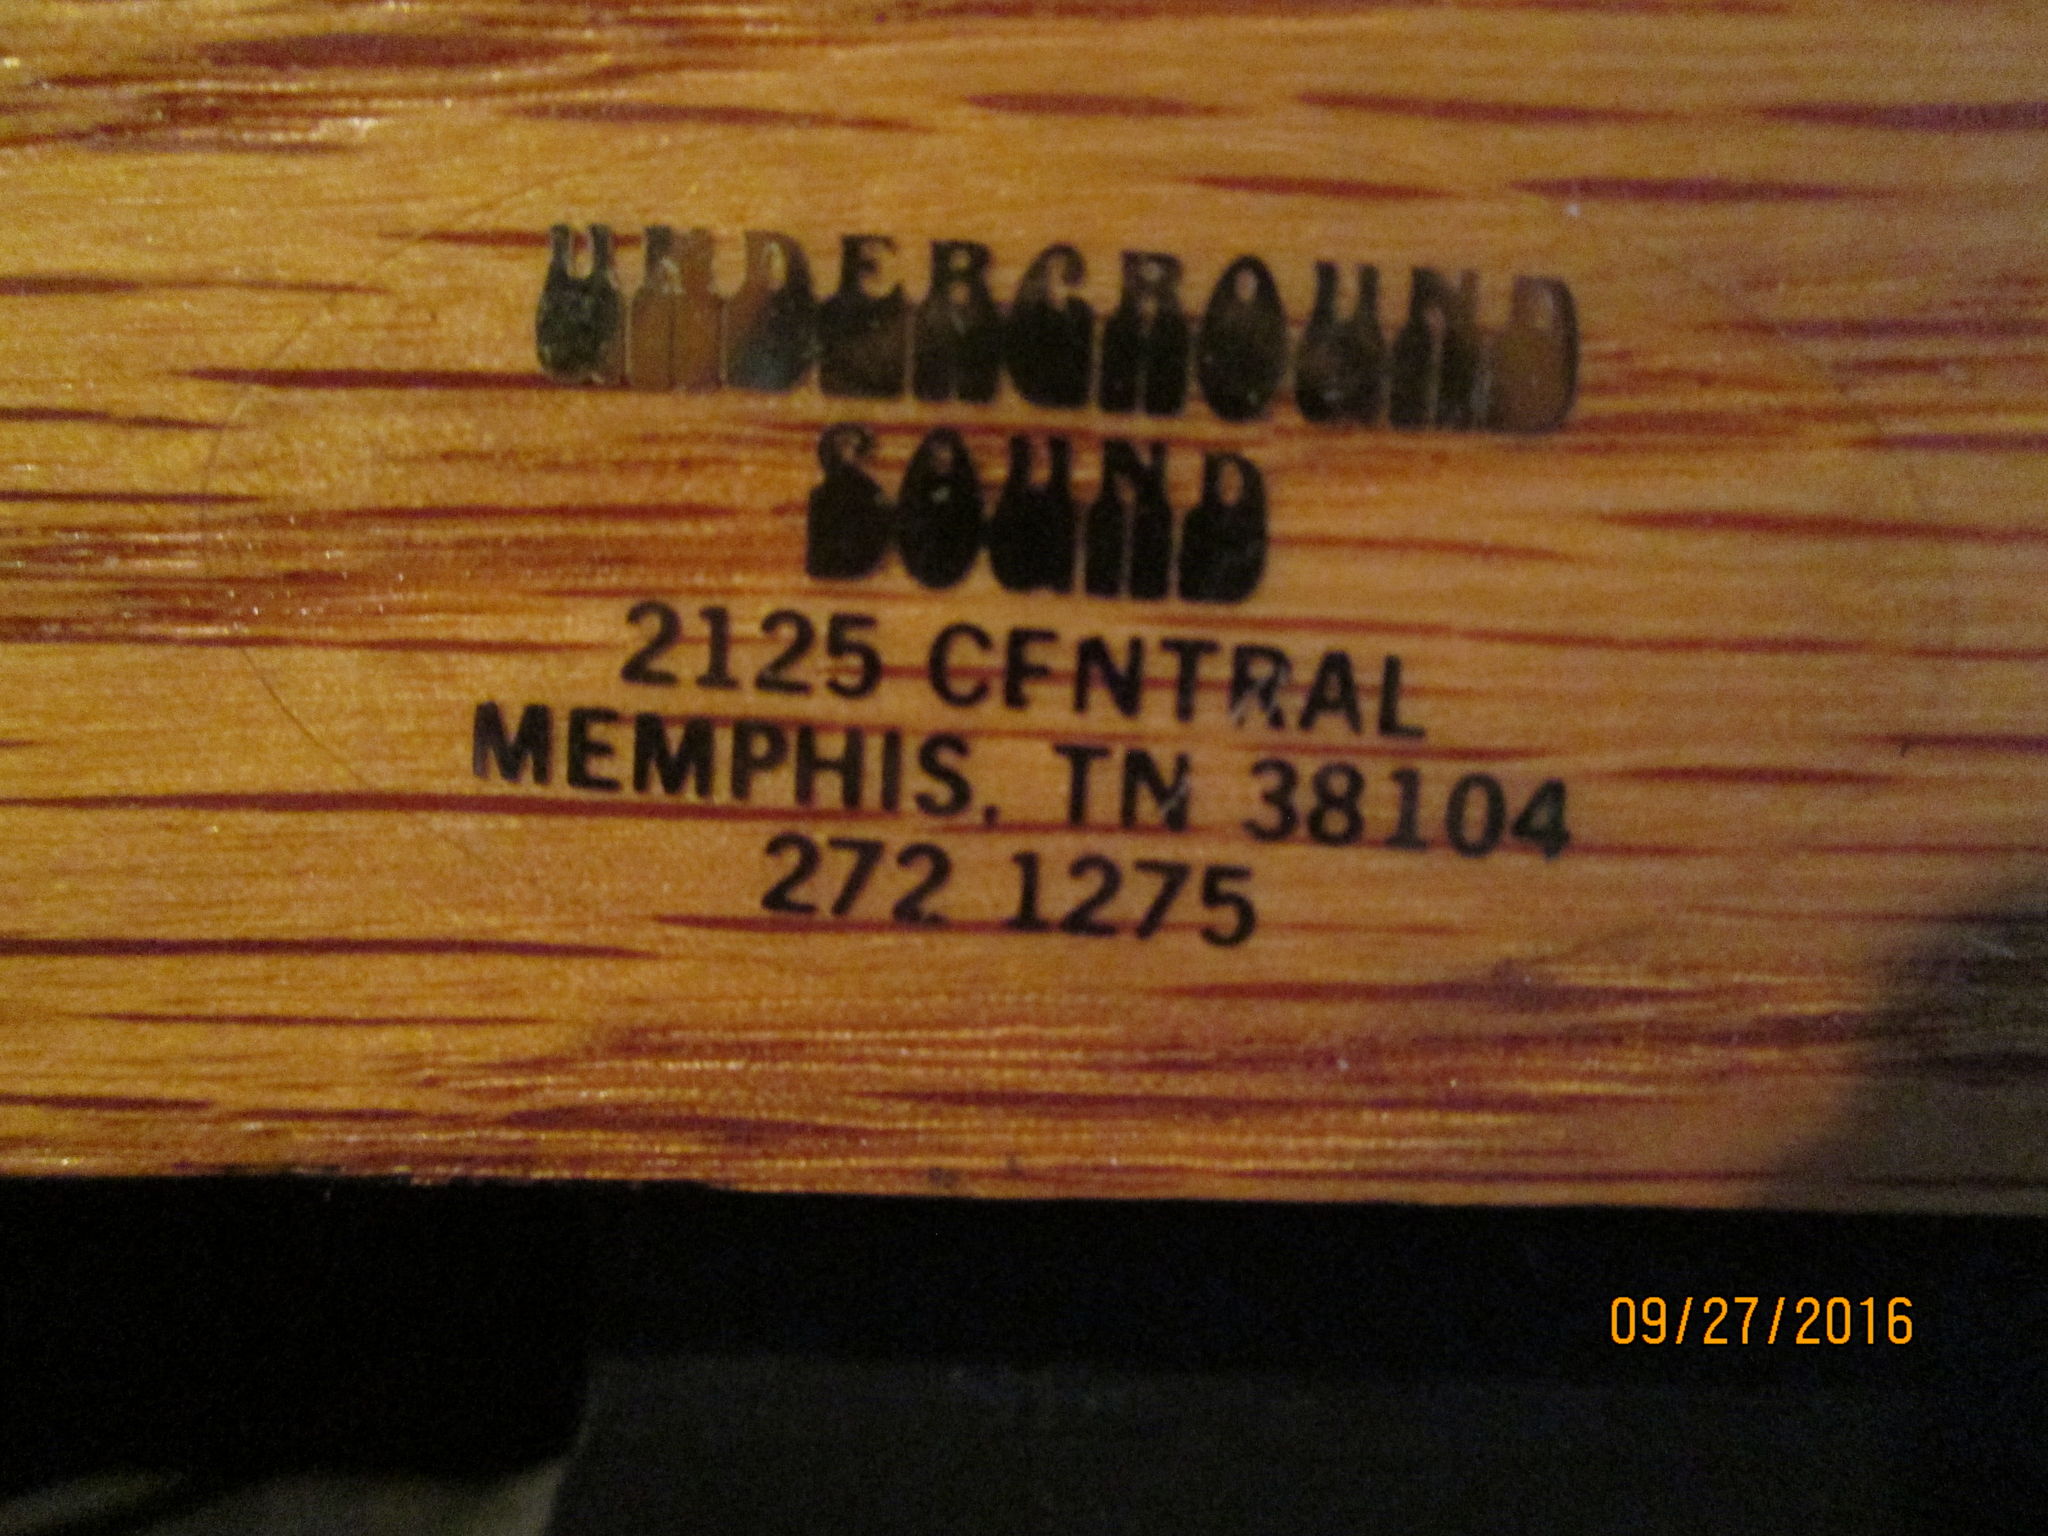 UNDERGROUND
SOUND
2125 CENTRAL
MEMPHIS, TN 38104
272 1275
09/27/2016